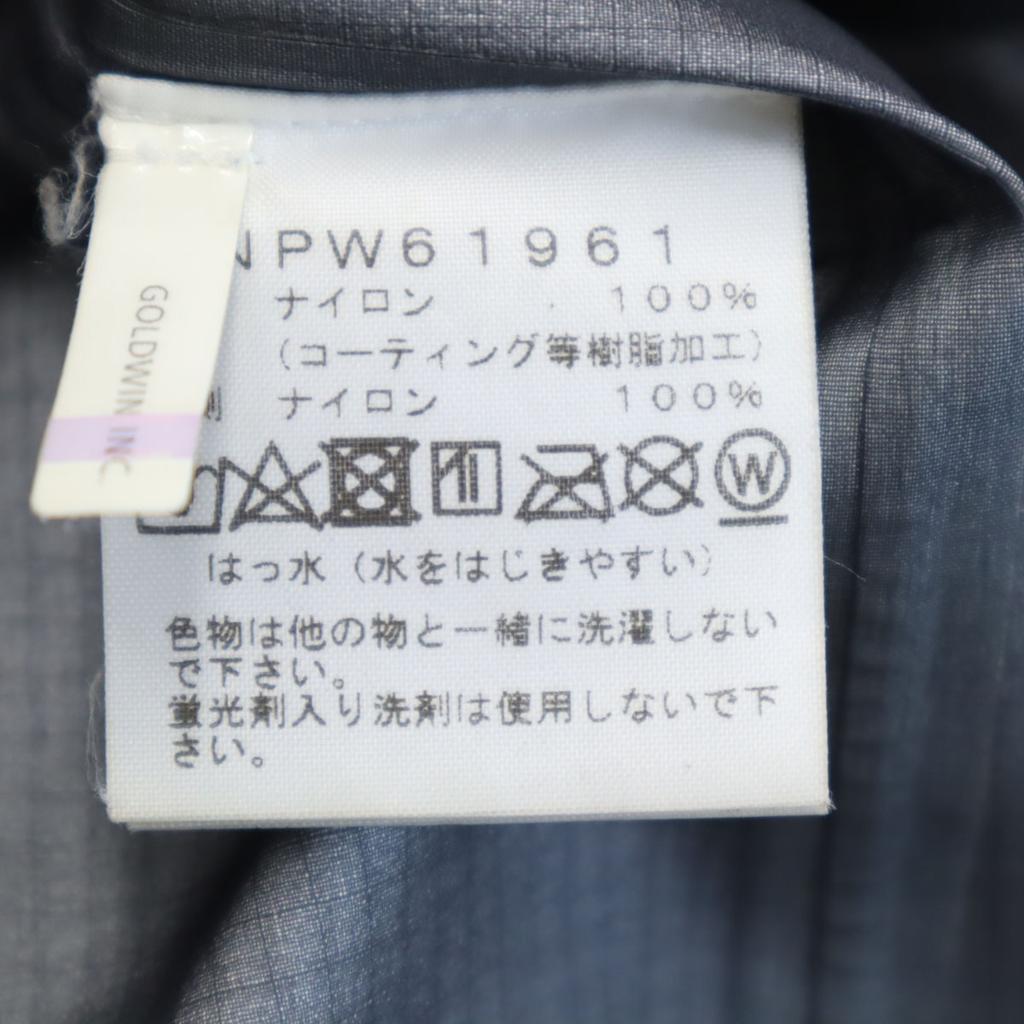 GOLDWIN INC
NPW61961
ナイロン 100%
(コーティング等樹脂加工)
ナイロン 100%
W
はっ水(水をはじきやすい)
色物は他の物と一緒に洗濯しない
で下さい。
蛍光剤入り洗剤は使用しないで下
さい。